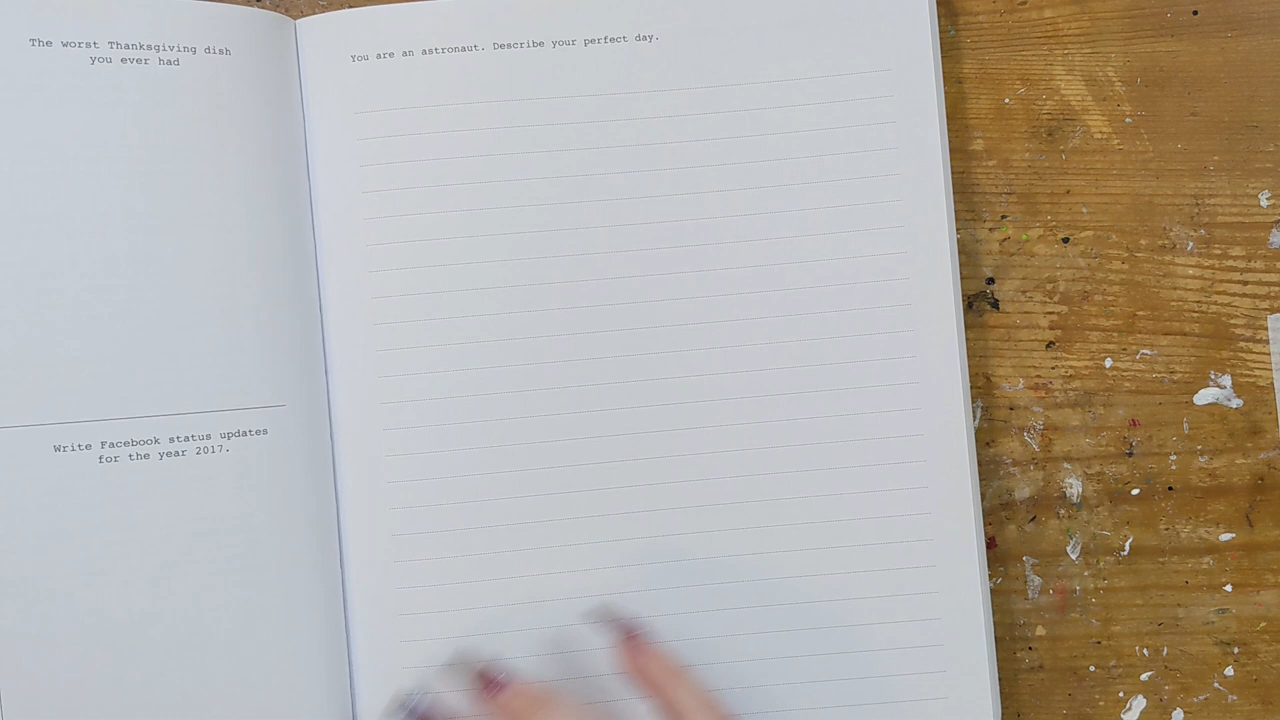 The worst Thanksgiving dish
you ever had
Write Facebook status updates
for the year 2017.
You are an astronaut. Describe your perfect day.